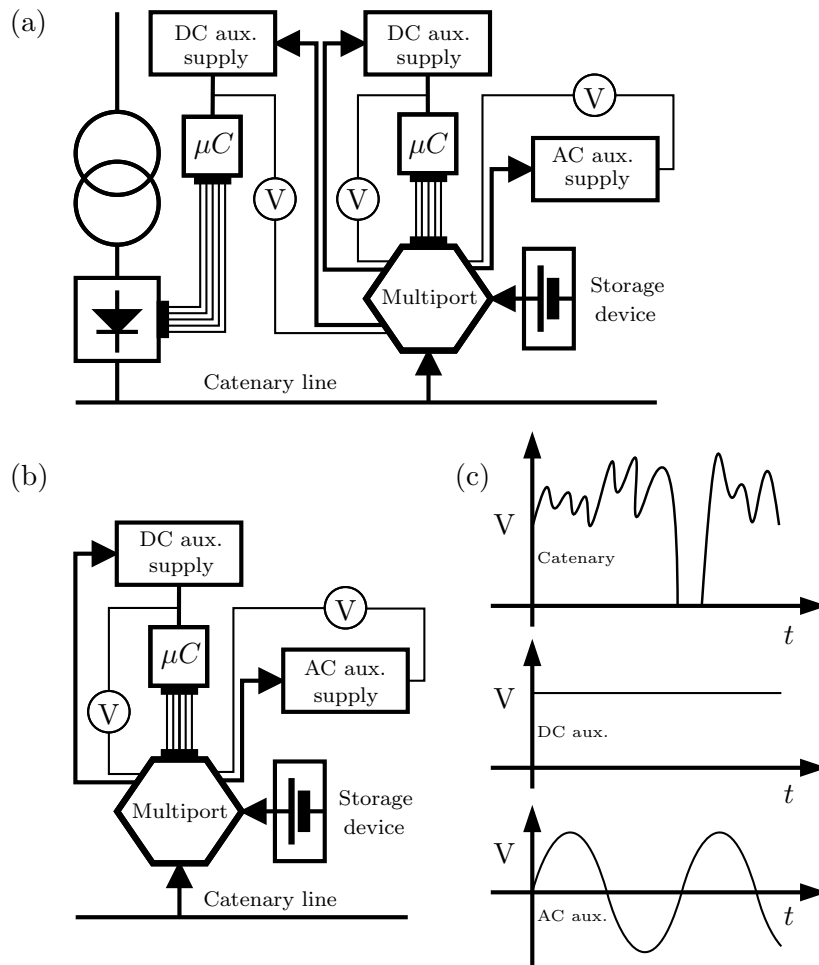 (a)
DC aux.
supply
DC aux.
supply
V
μC
μC
AC aux.
supply
V
V
Multiport
Storage
device
Catenary line
(b)
(c)
DC aux.
supply
V
Catenary
t
V
μC
AC aux.
supply
V
V
DC aux.
t
Multiport
Storage
device
V
Catenary line
AC aux.
t